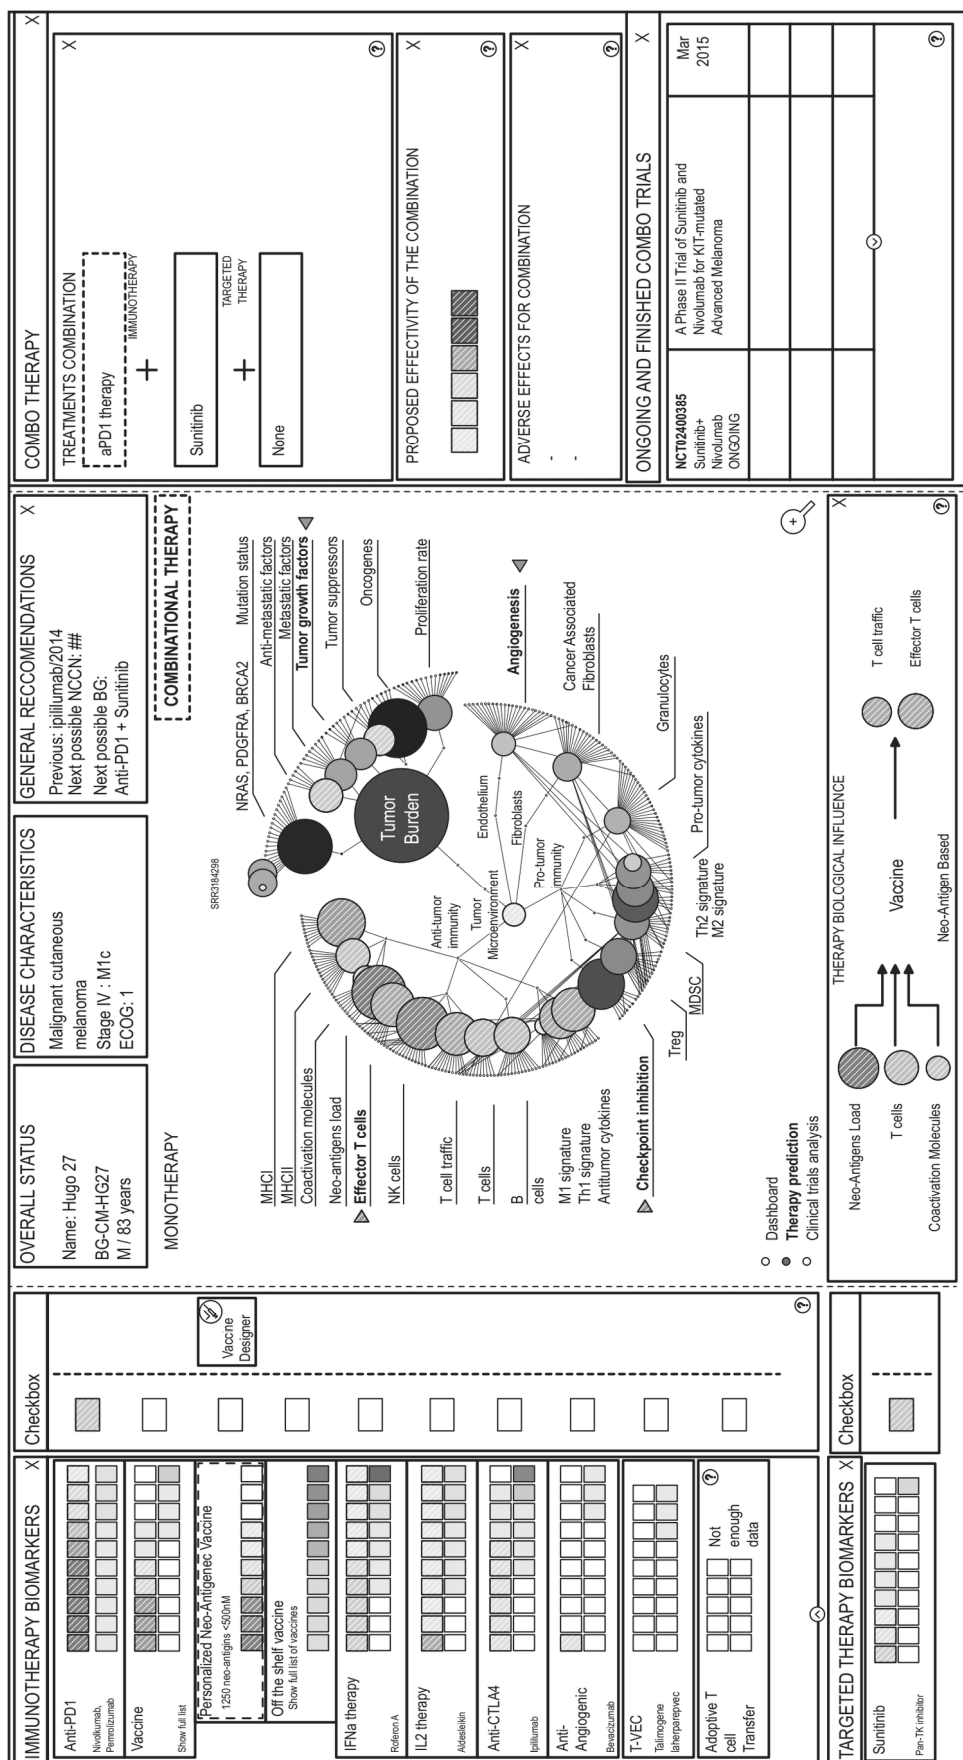 IMMUNOTHERAPY BIOMARKERS X
Checkbox
Anti-PD1
Nivolkumab,
Pemrolizumab
Vaccine
Show full list
Personalized Neo-Antigenec Vaccine
1250 neo-antigins <500nM
Vaccine
Designer
Off the shelf vaccine
Show full list of vaccines
IFNa therapy
Roferon A
IL2 therapy
Aldesleikin
Anti-CTLA4
Ipililumab
Anti-
Angiogenic
Bevacizumab
T-VEC
Talimogene
laherparepvec
Adoptive T
cell
Transfer
?
Not
enough
data
?
TARGETED THERAPY BIOMARKERS X
Checkbox
Sunitinib
Pan-TK inhibitor
OVERALL STATUS
Name: Hugo 27
BG-CM-HG27
M / 83 years
DISEASE CHARACTERISTICS
Malignant cutaneous
melanoma
Stage IV : M1c
ECOG: 1
GENERAL RECCOMENDATIONS X
Previous: ipililumab/2014
Next possible NCCN: ##
Next possible BG:
Anti-PD1 + Sunitinib
MONOTHERAPY
COMBINATIONAL THERAPY
SRR3184298
NRAS, PDGFRA, BRCA2
Mutation status
Anti-metastatic factors
Metastatic factors
Tumor growth factors
Tumor suppressors
Oncogenes
Proliferation rate
MHCI
MHCII
Coactivation molecules
Neo-antigens load
Effector T cells
NK cells
T cell traffic
T cells
B
cells
M1 signature
Th1 signature
Antitumor cytokines
Checkpoint inhibition
Tumor
Burden
Anti-tumor
immunity
Tumor
Microenvironment
Endothelium
Fibroblasts
Pro-tumor
immunity
Angiogenesis
Cancer Associated
Fibroblasts
Granulocytes
Pro-tumor cytokines
Th2 signature
M2 signature
MDSC
Treg
+
Dashboard
Therapy prediction
Clinical trials analysis
THERAPY BIOLOGICAL INFLUENCE X
Neo-Antigens Load
T cells
Coactivation Molecules
Vaccine
Neo-Antigen Based
T cell traffic
Effector T cells
?
COMBO THERAPY X
TREATMENTS COMBINATION X
aPD1 therapy
IMMUNOTHERAPY
+
Sunitinib
TARGETED
THERAPY
+
None
?
PROPOSED EFFECTIVITY OF THE COMBINATION X
?
ADVERSE EFFECTS FOR COMBINATION X
-
-
?
ONGOING AND FINISHED COMBO TRIALS X
NCT02400385
Sunitinib+
Nivolumab
ONGOING
A Phase II Trial of Sunitinib and
Nivolumab for KIT-mutated
Advanced Melanoma
Mar
2015
?